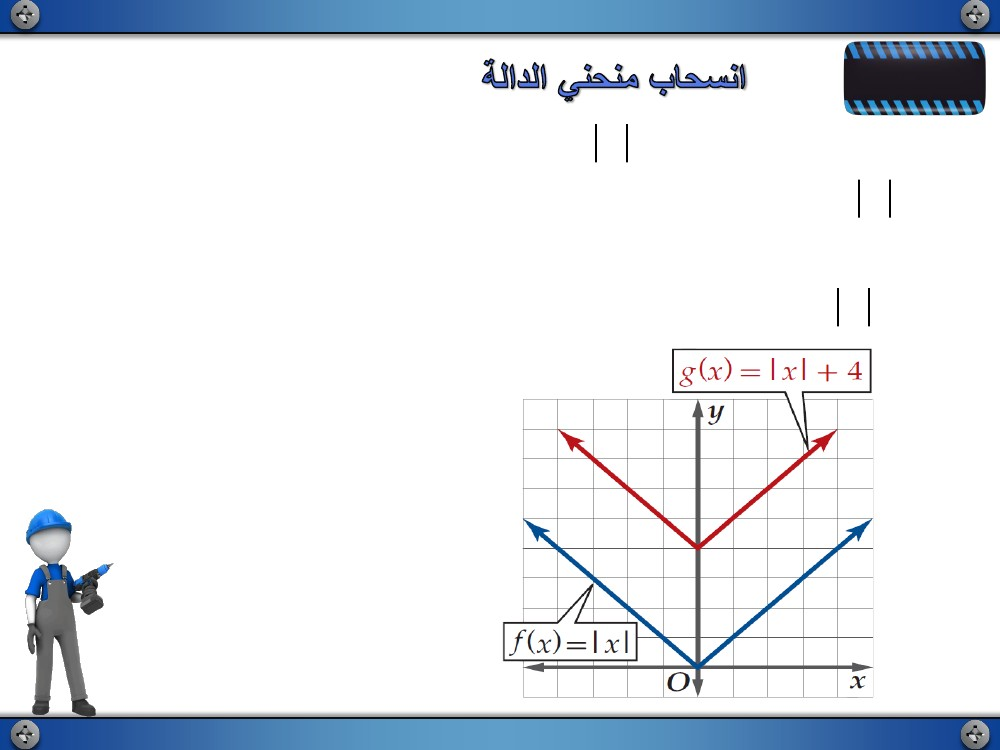 انسحاب منحني الدالة
| |
| |
| |
g(x) = |x| + 4
y
f(x)=|x|
O
x